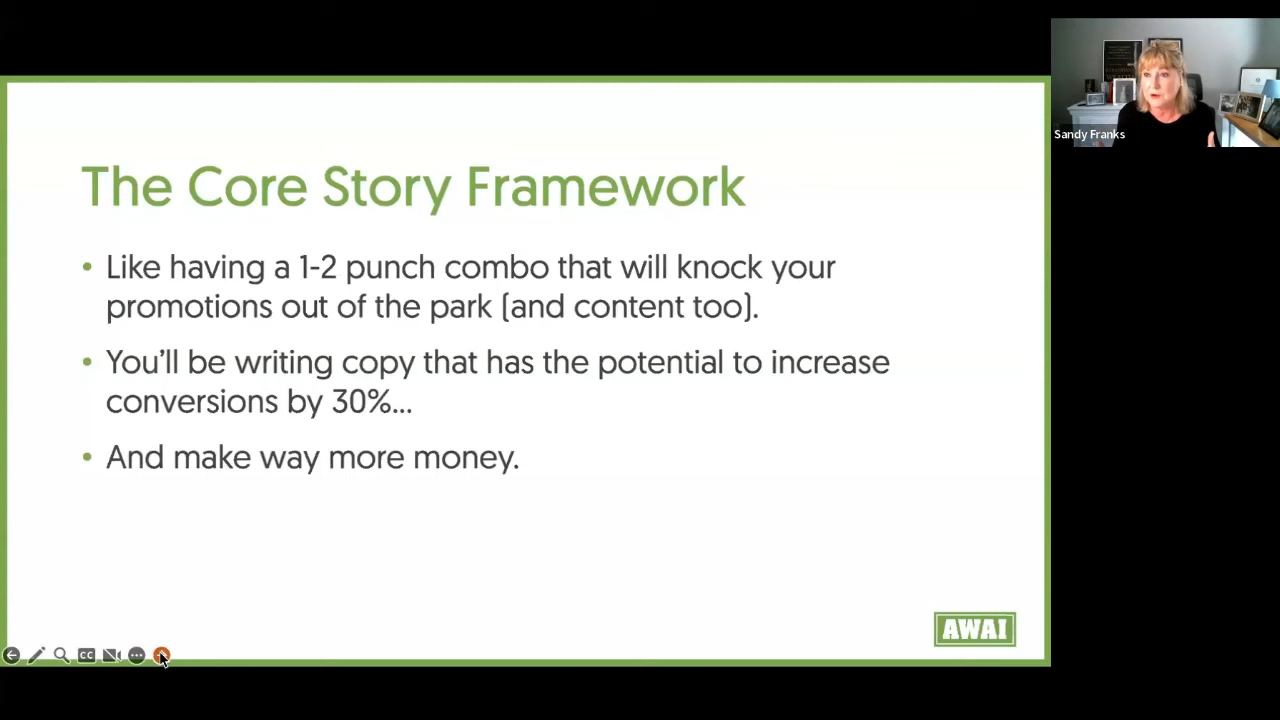 The Core Story Framework
• Like having a 1-2 punch combo that will knock your
promotions out of the park (and content too).
• You’ll be writing copy that has the potential to increase
conversions by 30%...
• And make way more money.
AWAI
CC
Sandy Franks